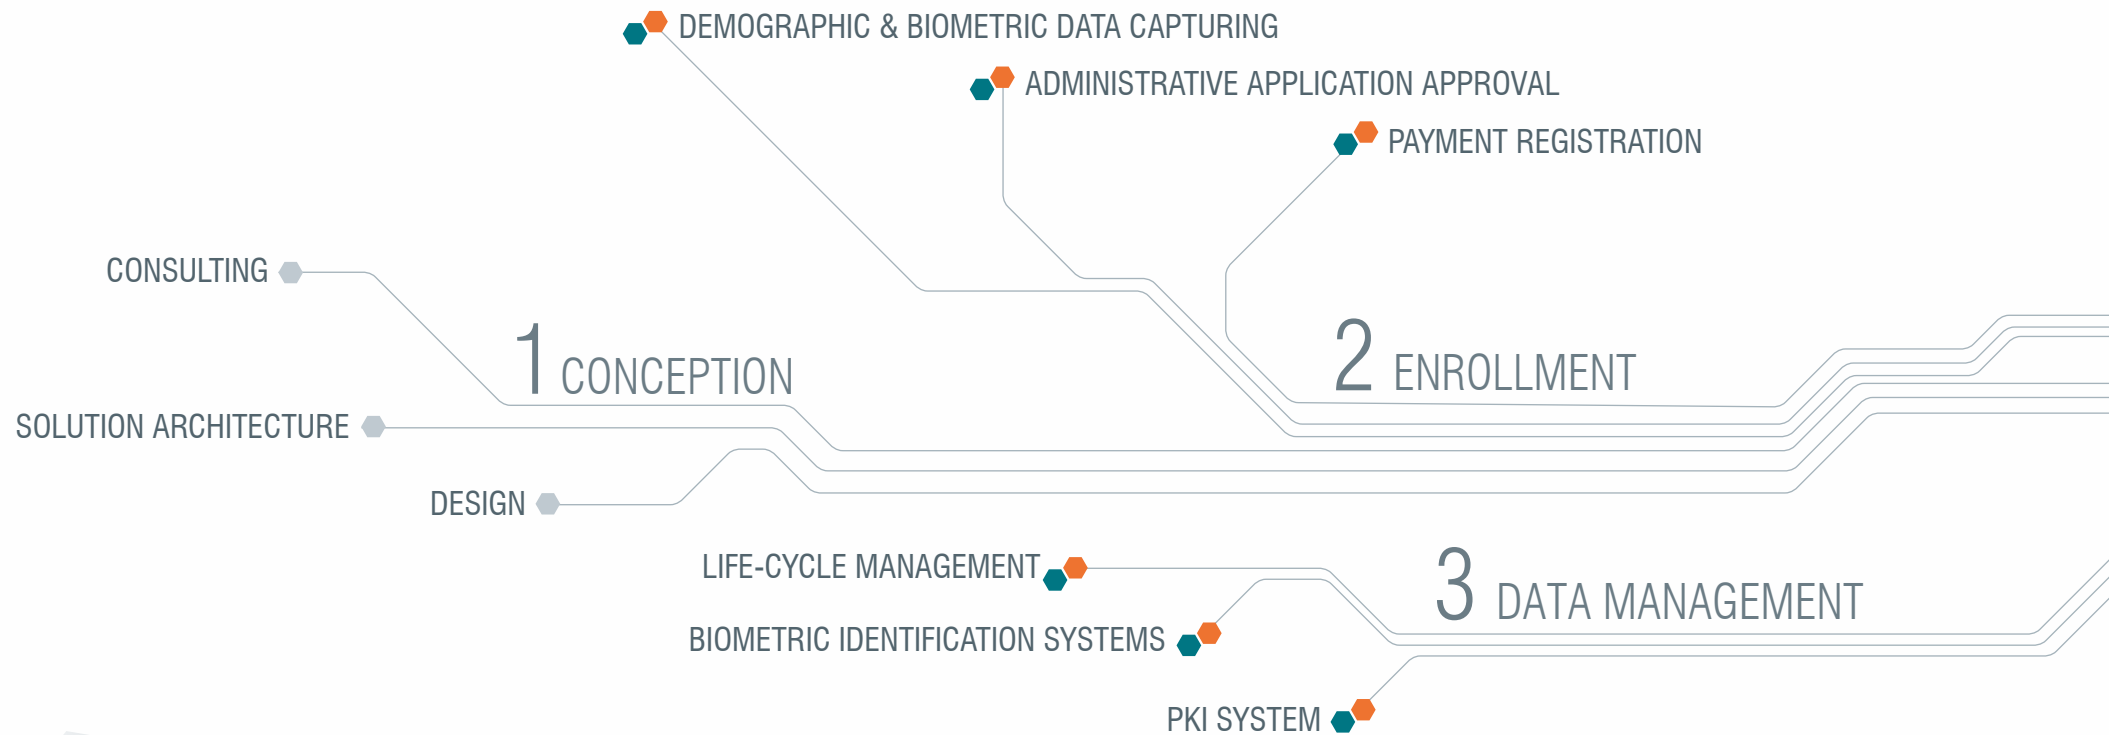 DEMOGRAPHIC & BIOMETRIC DATA CAPTURING
ADMINISTRATIVE APPLICATION APPROVAL
PAYMENT REGISTRATION
CONSULTING
1 CONCEPTION
2 ENROLLMENT
SOLUTION ARCHITECTURE
DESIGN
LIFE-CYCLE MANAGEMENT
3 DATA MANAGEMENT
BIOMETRIC IDENTIFICATION SYSTEMS
PKI SYSTEM